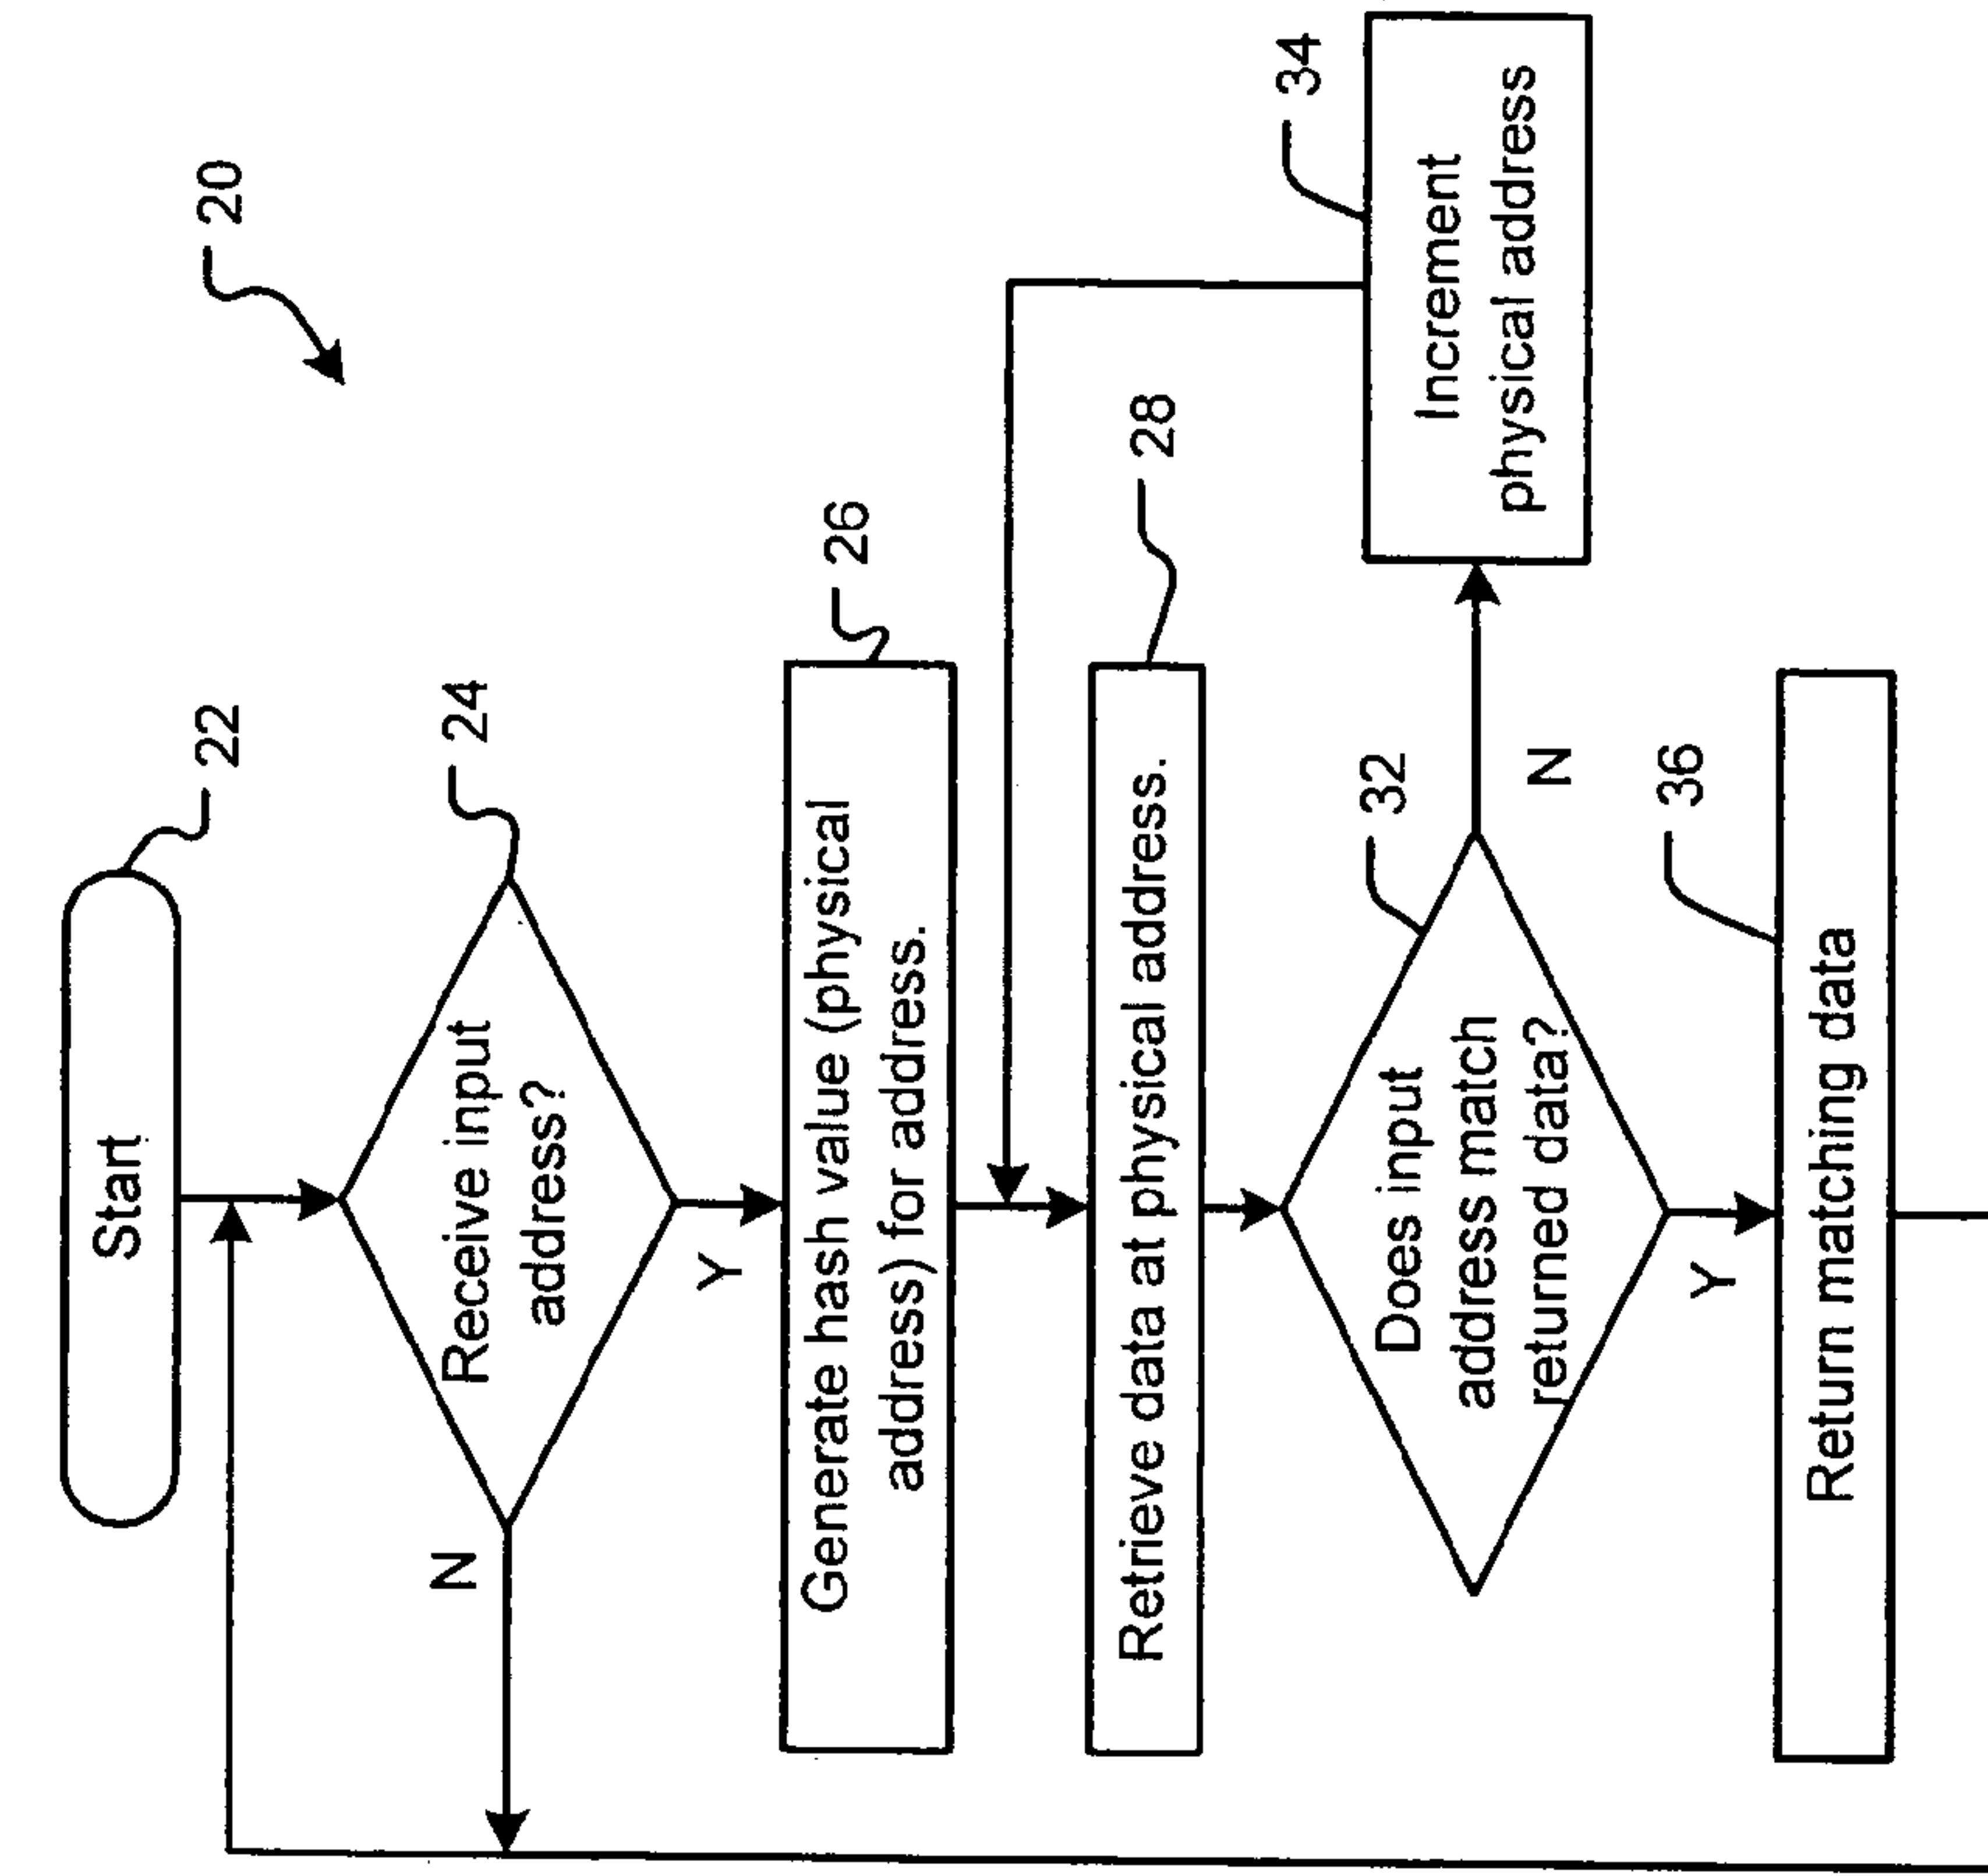 20
Start
22
Receive input
address?
24
N
Y
Generate hash value (physical
address) for address.
26
Retrieve data at physical address.
28
Does input
address match
returned data?
32
N
Increment
physical address
34
Y
Return matching data
36